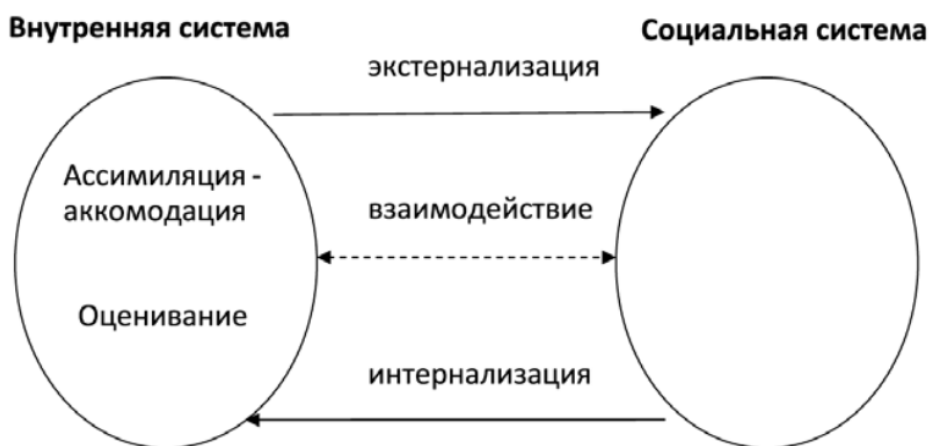 Внутренняя система
Социальная система
экстернализация
Ассимиляция -
аккомодация
взаимодействие
Оценивание
интернализация